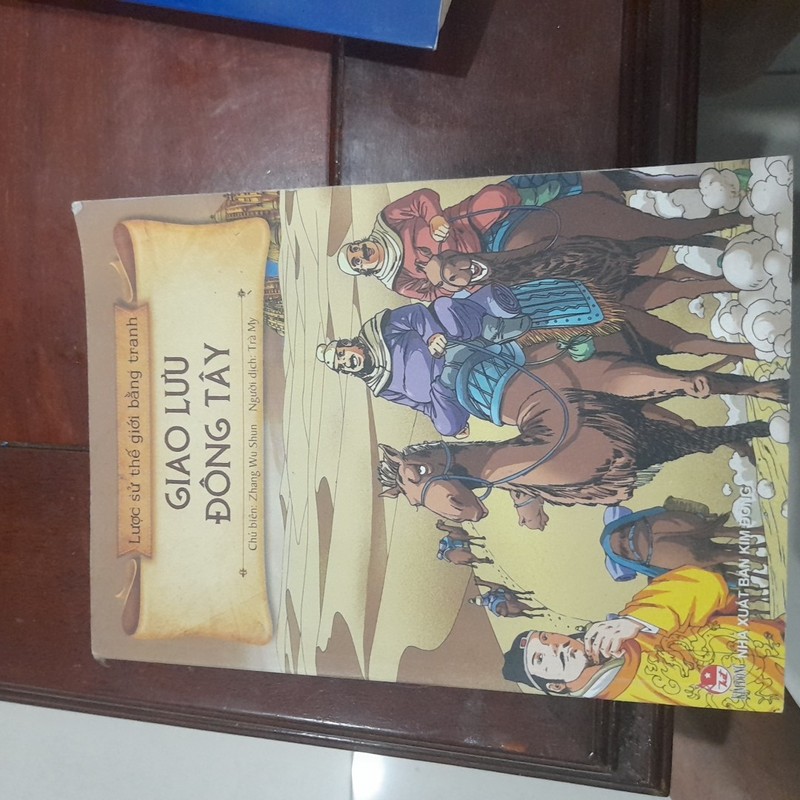 Lược sử thế giới bằng tranh
GIAO LƯU
ĐÔNG TÂY
Chủ biên: Zhang Wu Shun Người dịch: Trà My
NHÀ XUẤT BẢN KIM ĐỒNG